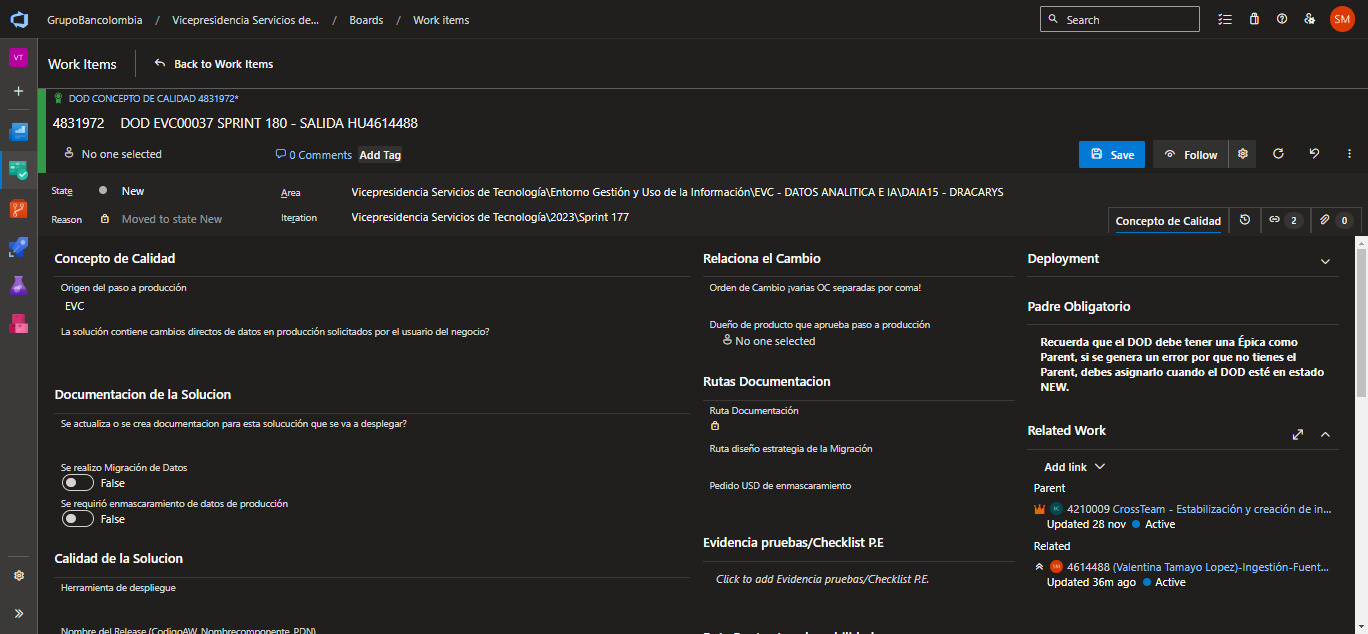 GrupoBancolombia / Vicepresidencia Servicios de... / Boards / Work items
Search
SM
VT
Work Items
Back to Work Items
DOD CONCEPTO DE CALIDAD 4831972*
4831972 DOD EVC00037 SPRINT 180 - SALIDA HU4614488
No one selected
0 Comments
Add Tag
Save
Follow
State
New
Area
Vicepresidencia Servicios de Tecnología\Entorno Gestión y Uso de la Información\EVC - DATOS ANALITICA E IA\DAIA15 - DRACARYS
Reason
Moved to state New
Iteration
Vicepresidencia Servicios de Tecnología\2023\Sprint 177
Concepto de Calidad
2
0
Concepto de Calidad
Origen del paso a producción
EVC
La solución contiene cambios directos de datos en producción solicitados por el usuario del negocio?
Documentacion de la Solucion
Se actualiza o se crea documentacion para esta solucución que se va a desplegar?
Se realizo Migración de Datos
False
Se requirió enmascaramiento de datos de producción
False
Calidad de la Solucion
Herramienta de despliegue
Nombre del Release (CodigoAW_Nombrecomponente_PDN)
Relaciona el Cambio
Orden de Cambio ¡varias OC separadas por coma!
Dueño de producto que aprueba paso a producción
No one selected
Rutas Documentacion
Ruta Documentación
Ruta diseño estrategia de la Migración
Pedido USD de enmascaramiento
Evidencia pruebas/Checklist P.E
Click to add Evidencia pruebas/Checklist P.E.
Deployment
Padre Obligatorio
Recuerda que el DOD debe tener una Épica como
Parent, si se genera un error por que no tienes el
Parent, debes asignarlo cuando el DOD esté en estado
NEW.
Related Work
Add link
Parent
4210009 CrossTeam - Estabilización y creación de in...
Updated 28 nov Active
Related
SM 4614488 (Valentina Tamayo Lopez)-Ingestión-Fuent...
Updated 36m ago Active